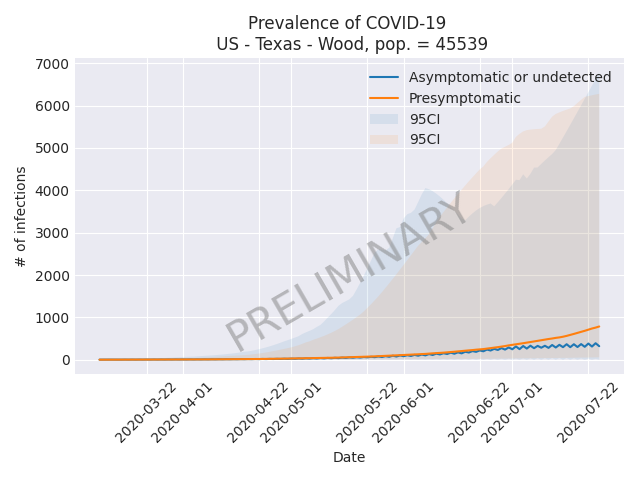 Prevalence of COVID-19
US - Texas - Wood, pop. = 45539
7000
6000
5000
4000
3000
2000
1000
0
# of infections
Asymptomatic or undetected
Presymptomatic
95CI
95CI
PRELIMINARY
2020-03-22
2020-04-01
2020-04-22
2020-05-01
2020-05-22
2020-06-01
2020-06-22
2020-07-01
2020-07-22
Date